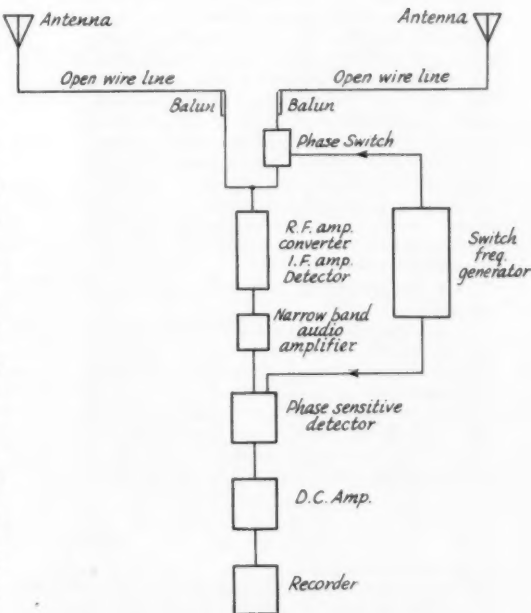 Antenna
Antenna
Open wire line
Open wire line
Balun
Balun
Phase Switch
R.F. amp.
converter
I.F. amp.
Detector
Switch
freq.
generator
Narrow band
audio
amplifier
Phase sensitive
detector
D.C. Amp.
Recorder